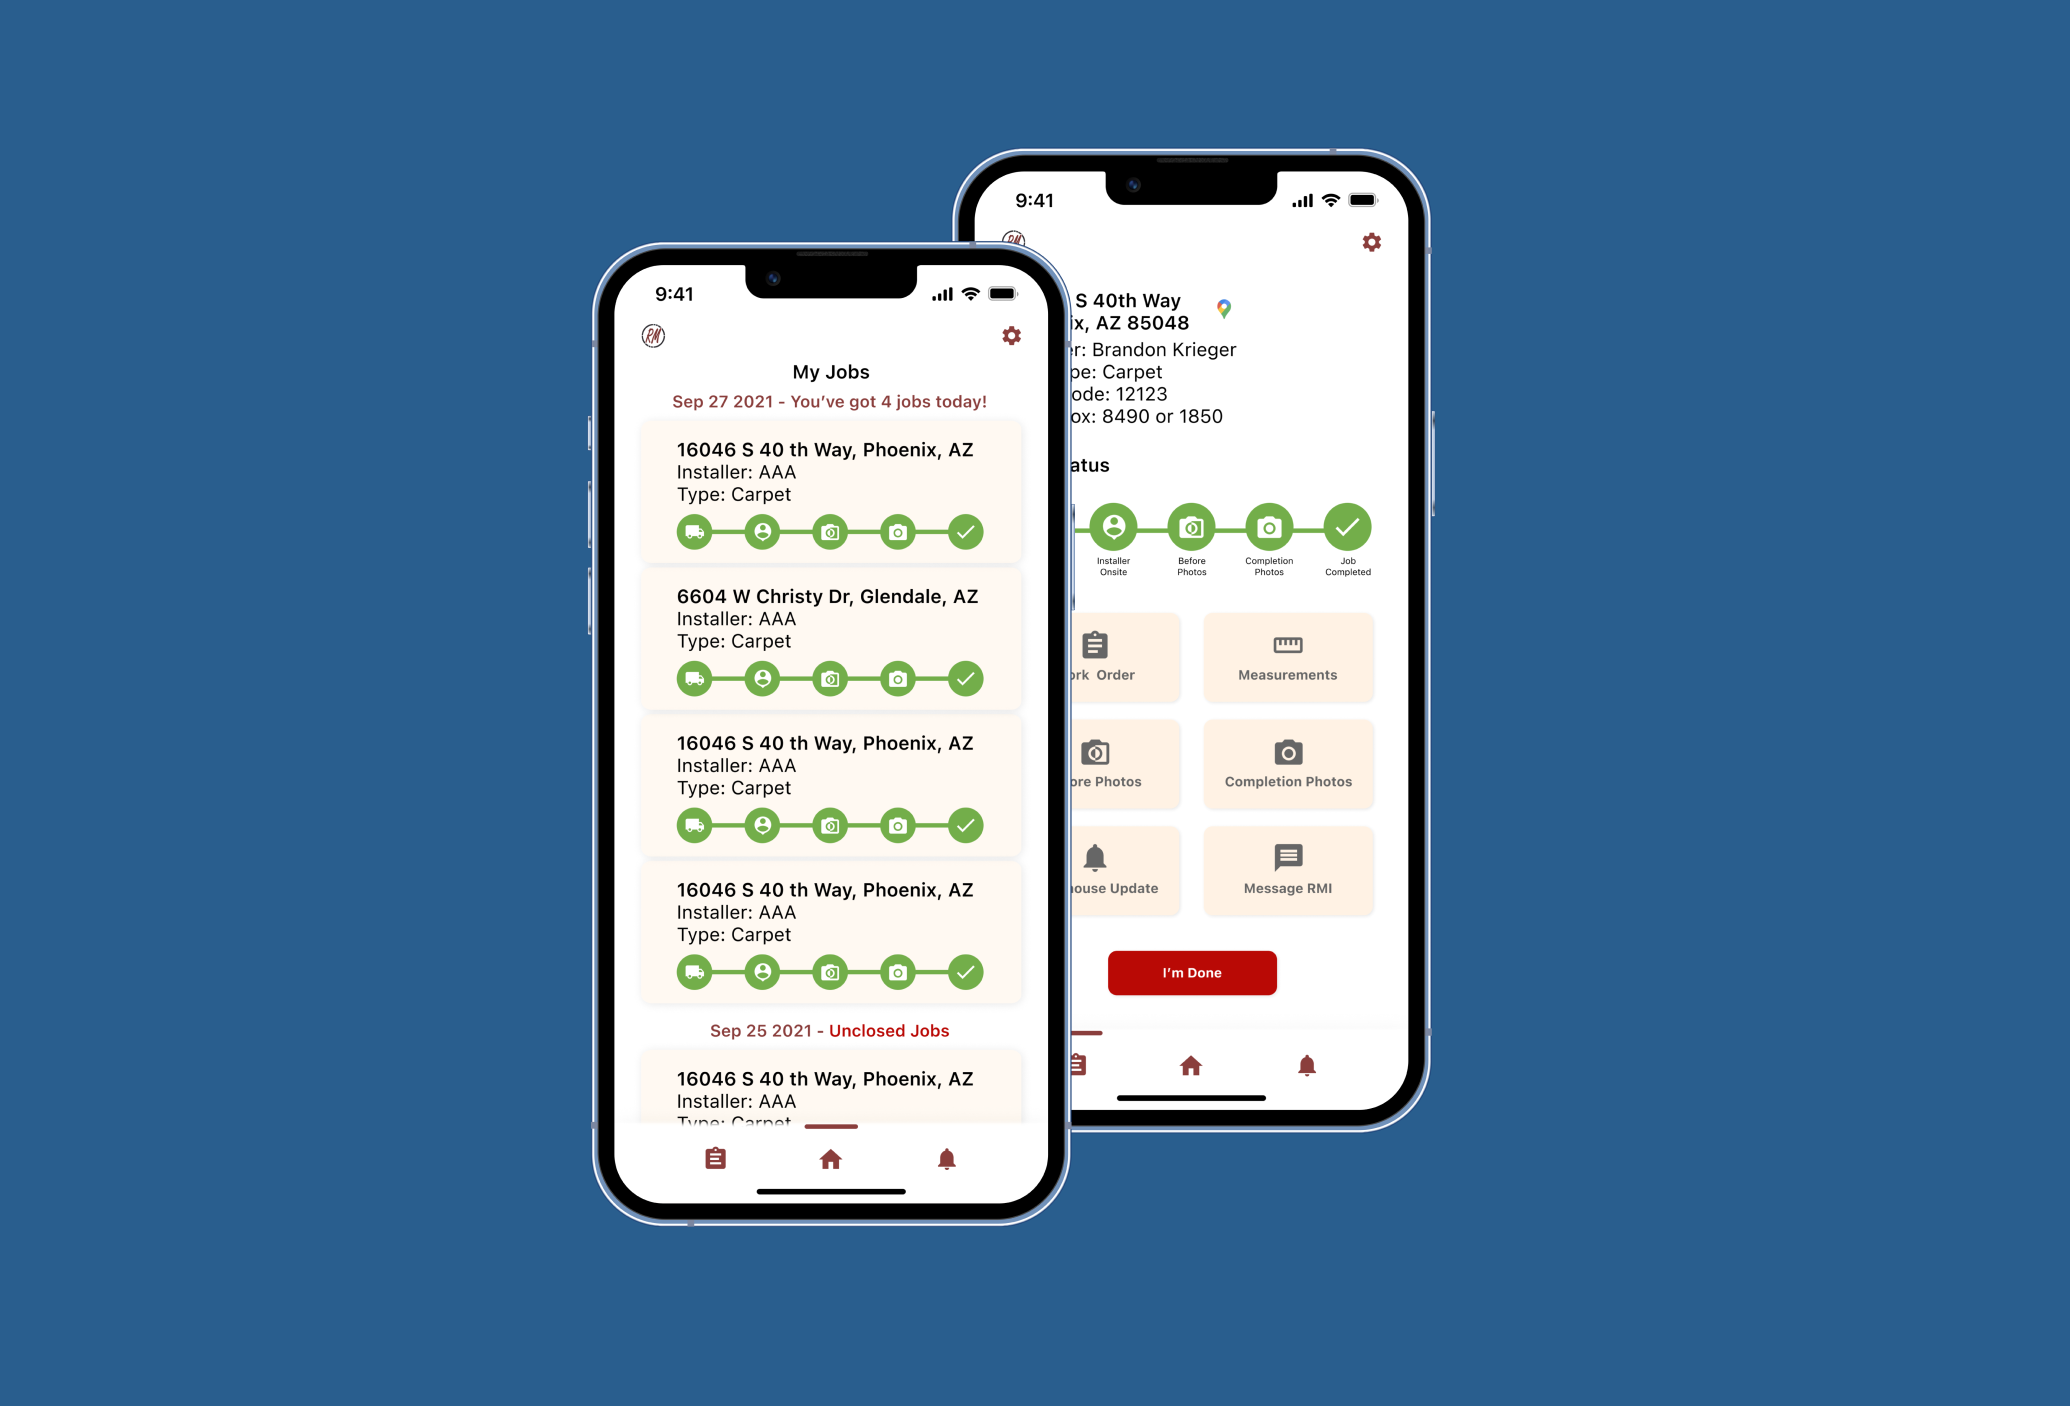 9:41
RM
My Jobs
Sep 27 2021 - You've got 4 jobs today!
16046 S 40 th Way, Phoenix, AZ
Installer: AAA
Type: Carpet
6604 W Christy Dr, Glendale, AZ
Installer: AAA
Type: Carpet
16046 S 40 th Way, Phoenix, AZ
Installer: AAA
Type: Carpet
16046 S 40 th Way, Phoenix, AZ
Installer: AAA
Type: Carpet
Sep 25 2021 - Unclosed Jobs
16046 S 40 th Way, Phoenix, AZ
Installer: AAA
Type: Carpet
9:41
RM
S 40th Way
ix, AZ 85048
er: Brandon Krieger
pe: Carpet
ode: 12123
ox: 8490 or 1850
atus
Installer
Onsite
Before
Photos
Completion
Photos
Job
Completed
ork Order
Measurements
ore Photos
Completion Photos
ouse Update
Message RMI
I'm Done